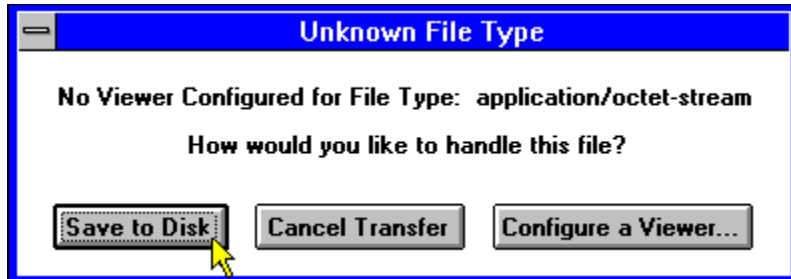 Unknown File Type
No Viewer Configured for File Type: application/octet-stream
How would you like to handle this file?
Save to Disk Cancel Transfer Configure a Viewer...